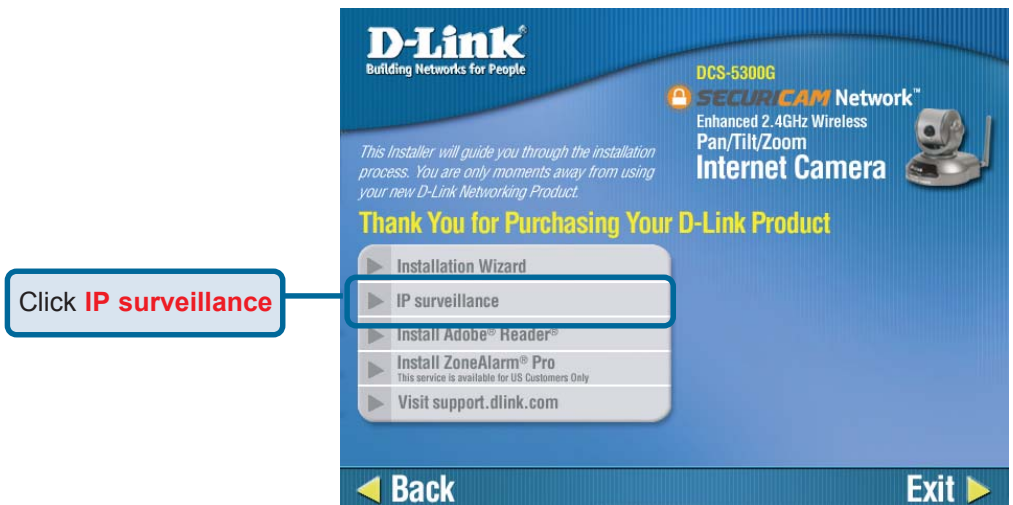 D-Link®
Building Networks for People
DCS-5300G
SECURICAM Network™
Enhanced 2.4GHz Wireless
Pan/Tilt/Zoom
Internet Camera
This Installer will guide you through the installation
process. You are only moments away from using
your new D-Link Networking Product.
Thank You for Purchasing Your D-Link Product
Installation Wizard
Click IP surveillance
IP surveillance
Install Adobe® Reader®
Install ZoneAlarm® Pro
This service is available for US Customers Only
Visit support.dlink.com
Back
Exit